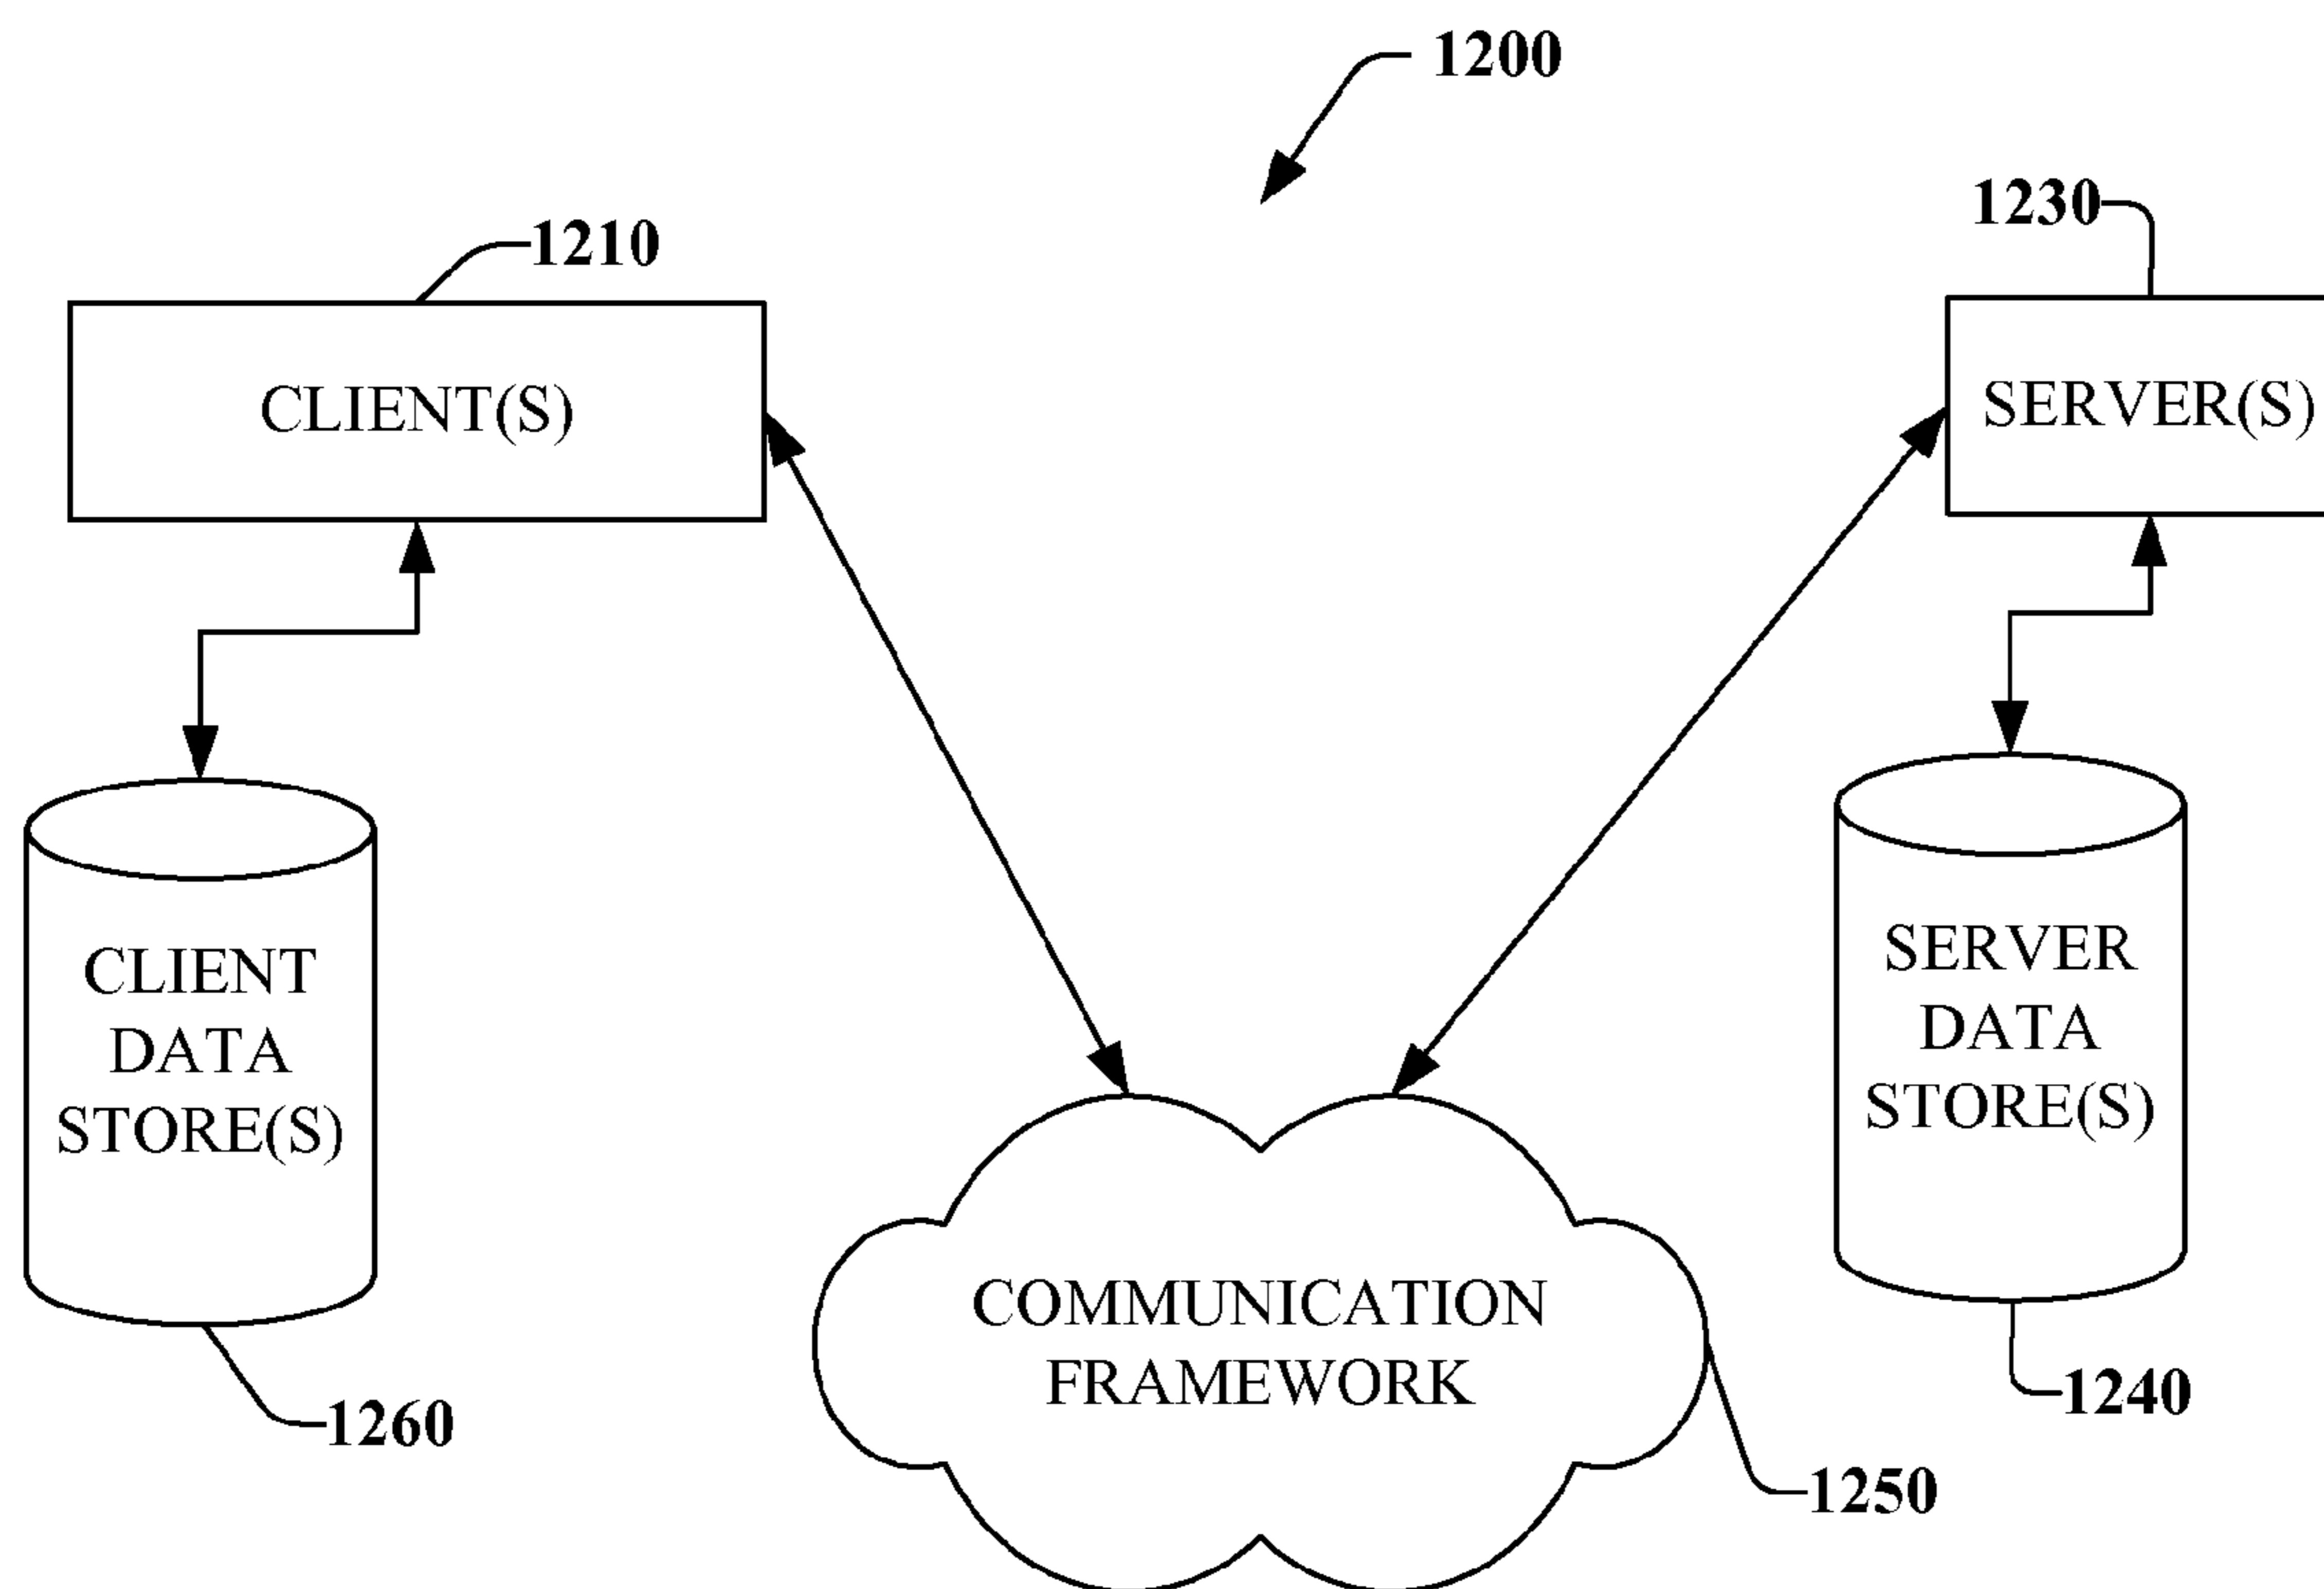 1200
1230
1210
CLIENT(S)
SERVER(S)
CLIENT
DATA
STORE(S)
SERVER
DATA
STORE(S)
COMMUNICATION
FRAMEWORK
1240
1260
1250